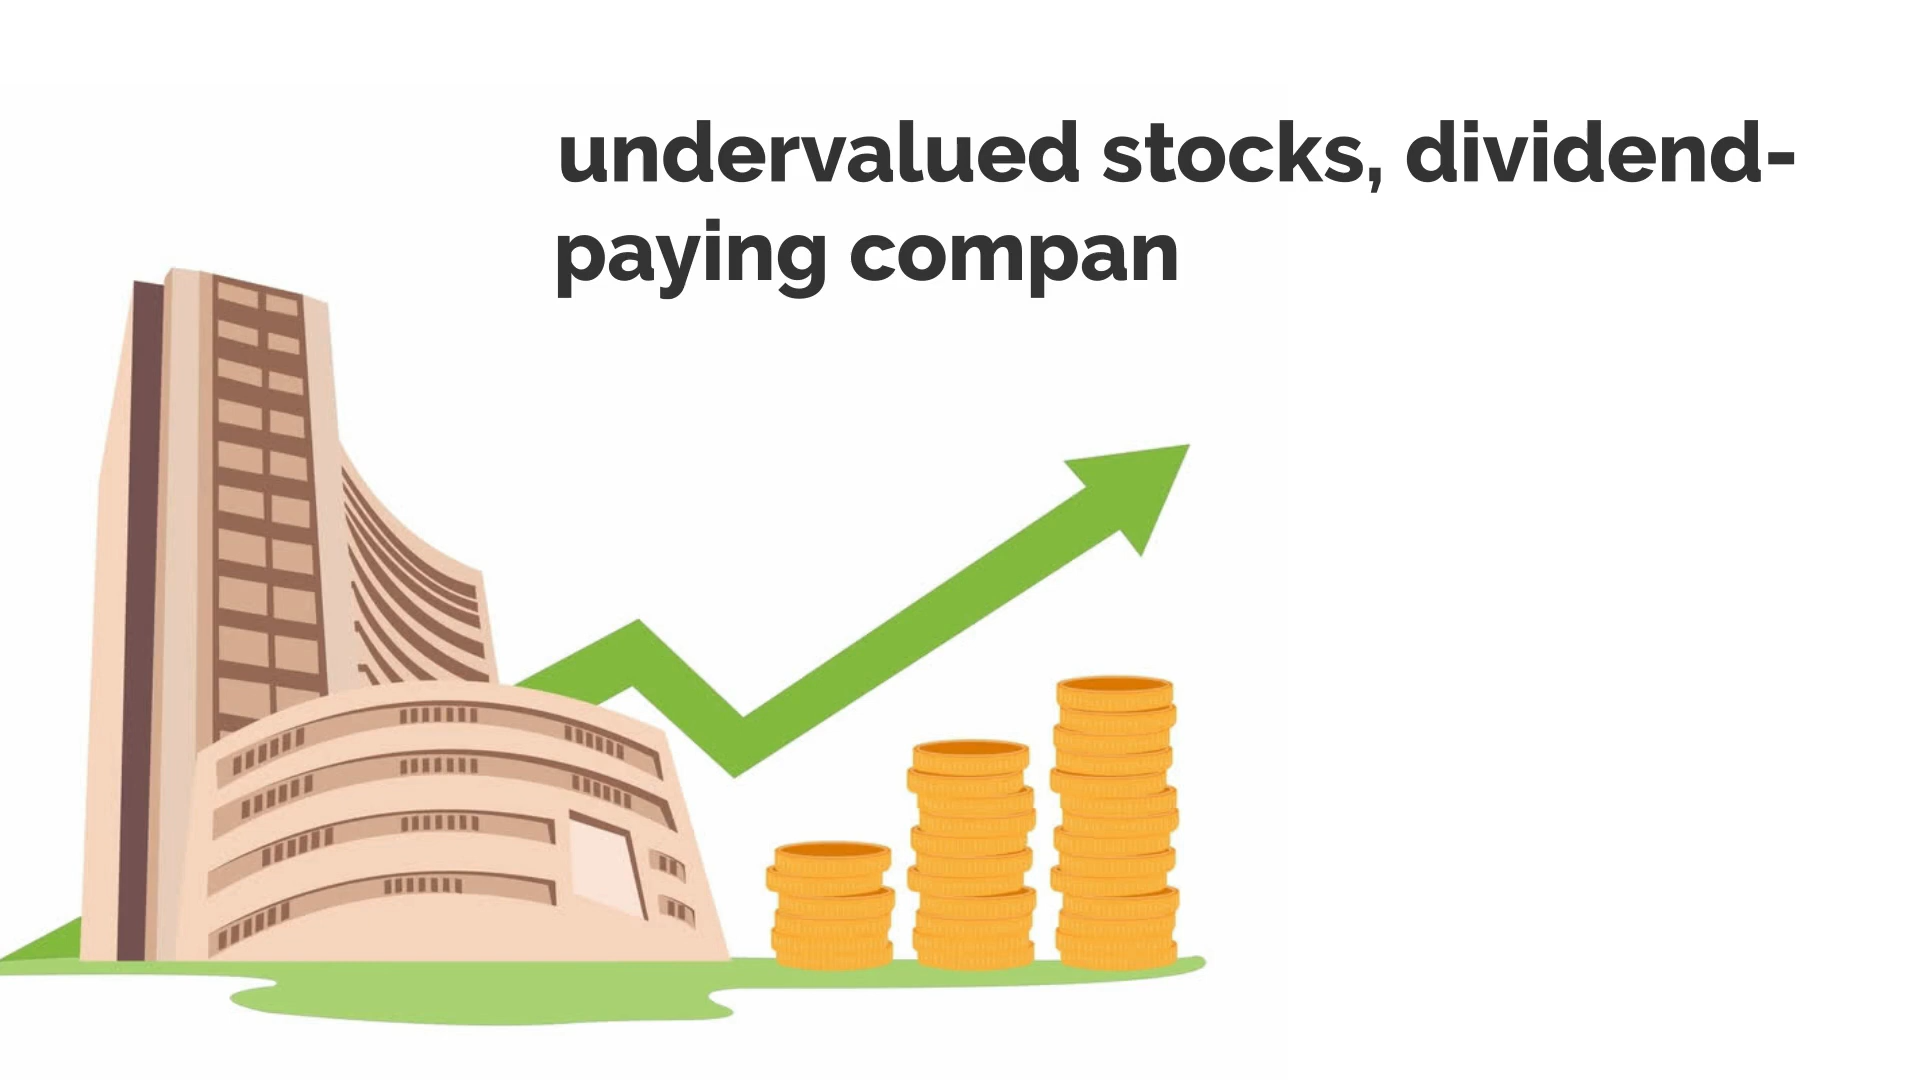 undervalued stocks, dividend-
paying compan